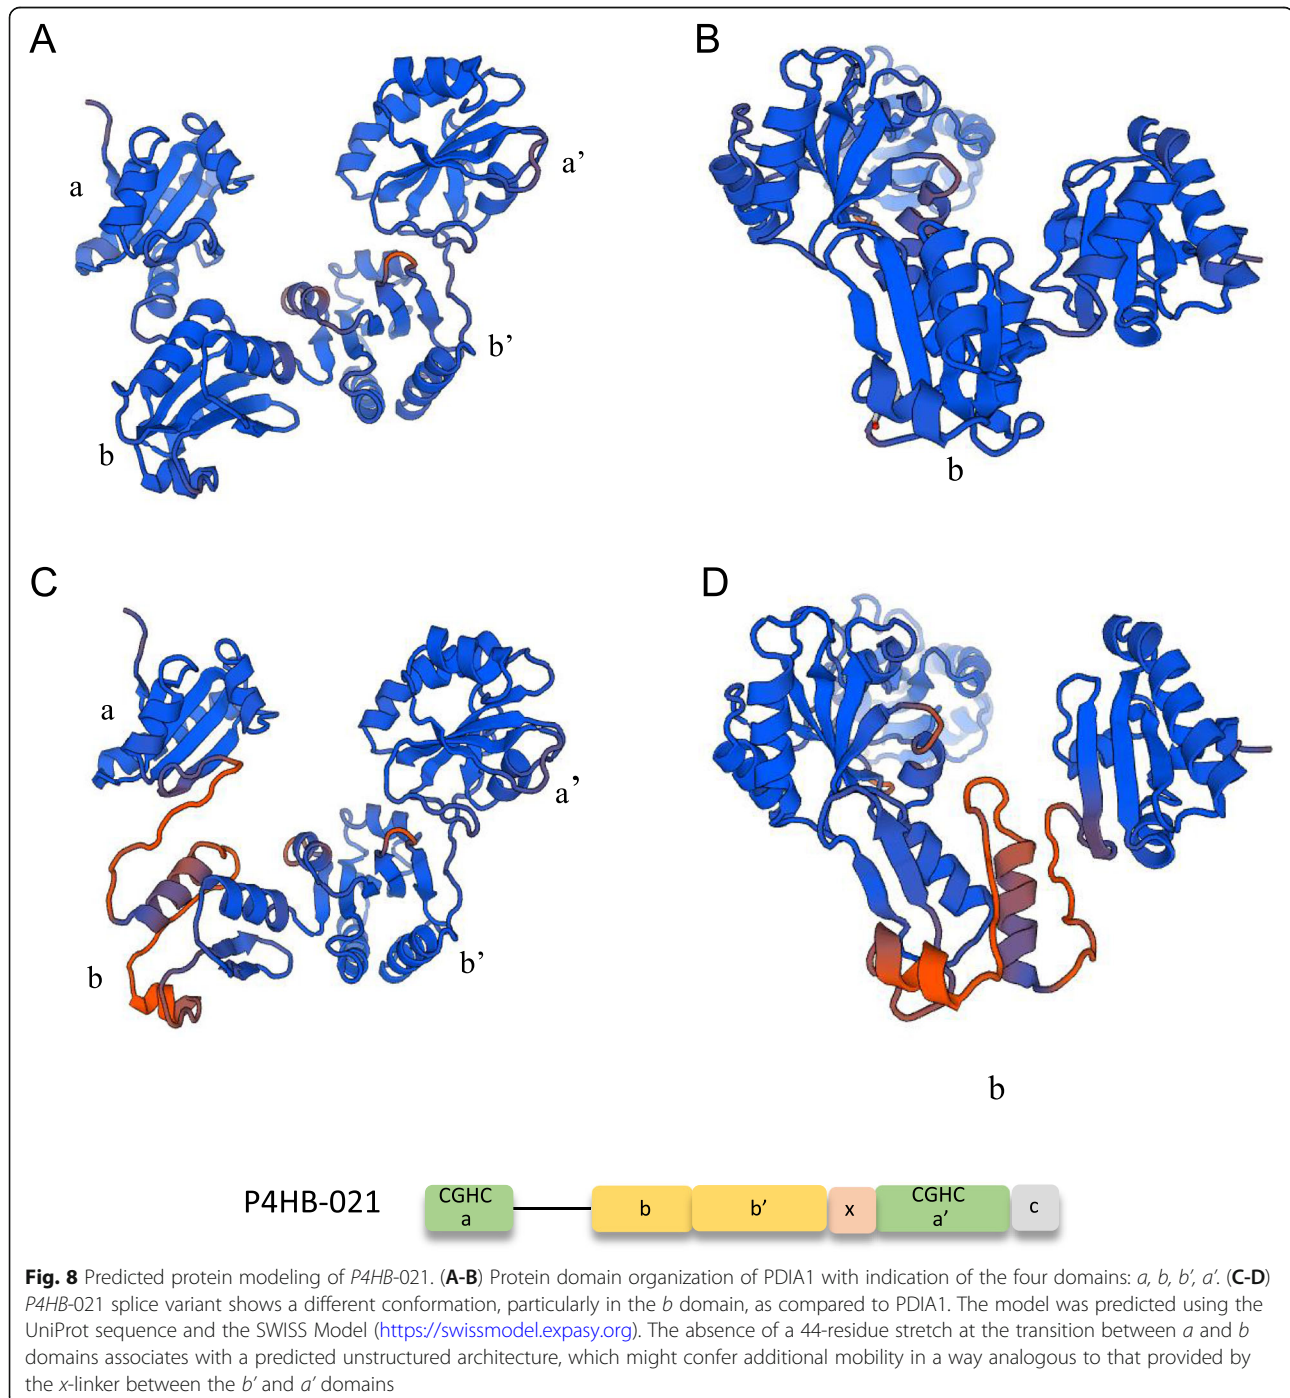 A
B
a
a’
b’
b
b
C
D
a
a’
b’
b
b
P4HB-021
CGHC
a
b
b’
x
CGHC
a’
c
Fig. 8 Predicted protein modeling of P4HB-021. (A-B) Protein domain organization of PDIA1 with indication of the four domains: a, b, b′, a′. (C-D)
P4HB-021 splice variant shows a different conformation, particularly in the b domain, as compared to PDIA1. The model was predicted using the
UniProt sequence and the SWISS Model (https://swissmodel.expasy.org). The absence of a 44-residue stretch at the transition between a and b
domains associates with a predicted unstructured architecture, which might confer additional mobility in a way analogous to that provided by
the x-linker between the b′ and a′ domains